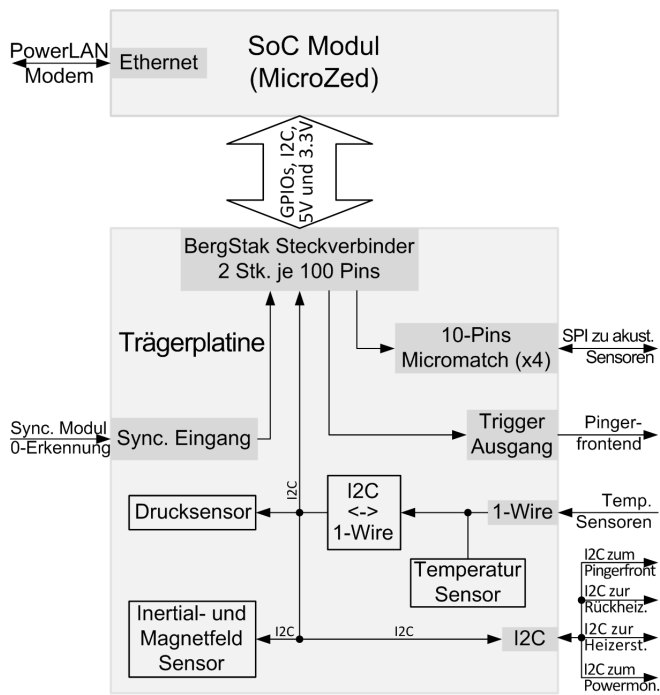 SoC Modul
(MicroZed)
PowerLAN
Modem
Ethernet
GPIOs, I2C,
5V und 3.3V
BergStak Steckverbinder
2 Stk. je 100 Pins
Trägerplatine
10-Pins
Micromatch (x4)
SPI zu akust.
Sensoren
Sync. Modul
0-Erkennung
Sync. Eingang
Trigger
Ausgang
Pinger-
frontend
I2C
Drucksensor
I2C
<->
1-Wire
1-Wire
Temp.
Sensoren
Temperatur
Sensor
Inertial- und
Magnetfeld
Sensor
I2C
I2C
I2C
I2C zum
Pingerfront
I2C zur
Rückheiz.
I2C zur
Heizerst.
I2C zum
Powermon.